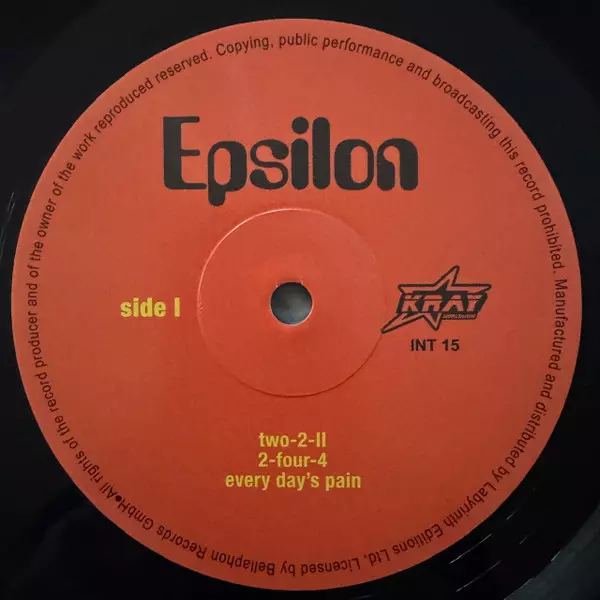 Epsilon
side I
KRAY
INT 15
two-2-II
2-four-4
every day's pain
All rights of the record producer and of the owner of the work reproduced reserved. Copying, public performance and broadcasting this record prohibited. Manufactured and distributed by Labyrinth Editions Ltd. Licensed by Bellaphon Records GmbH•